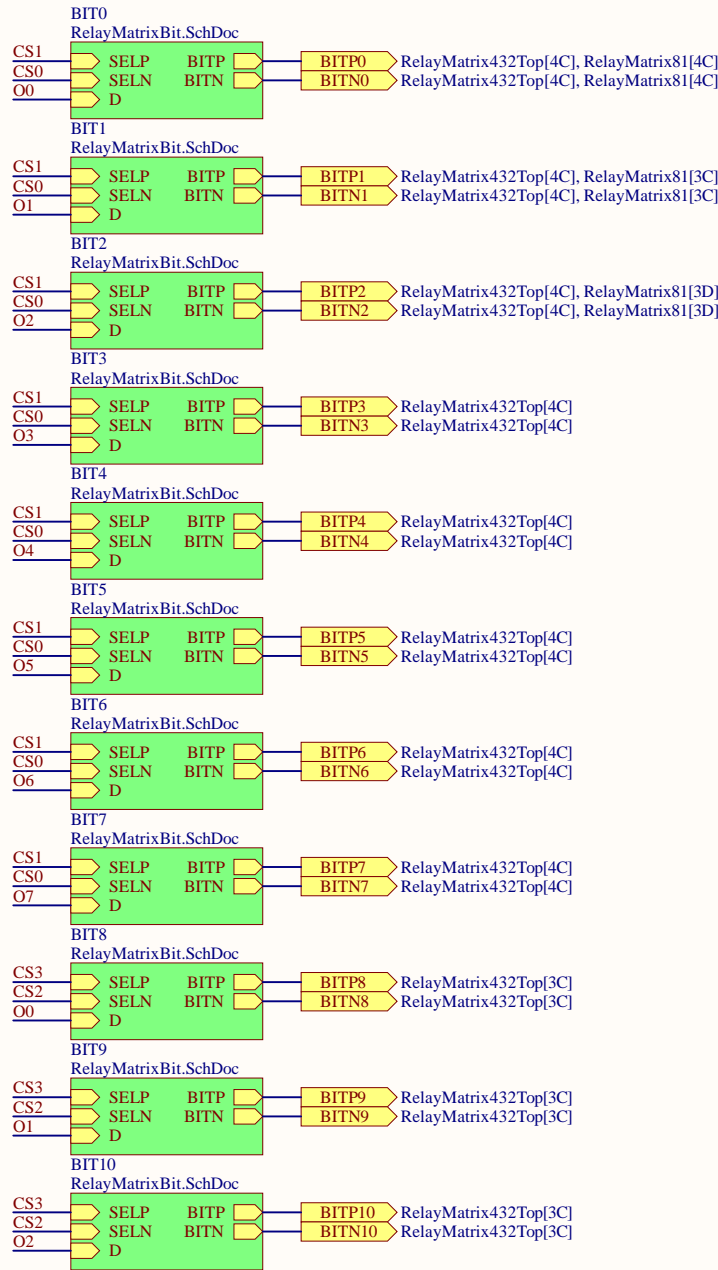 BIT0
RelayMatrixBit.SchDoc
CS1 SELP BITP BITP0 RelayMatrix432Top[4C], RelayMatrix81[4C]
CS0 SELN BITN BITN0 RelayMatrix432Top[4C], RelayMatrix81[4C]
O0 D
BIT1
RelayMatrixBit.SchDoc
CS1 SELP BITP BITP1 RelayMatrix432Top[4C], RelayMatrix81[3C]
CS0 SELN BITN BITN1 RelayMatrix432Top[4C], RelayMatrix81[3C]
O1 D
BIT2
RelayMatrixBit.SchDoc
CS1 SELP BITP BITP2 RelayMatrix432Top[4C], RelayMatrix81[3D]
CS0 SELN BITN BITN2 RelayMatrix432Top[4C], RelayMatrix81[3D]
O2 D
BIT3
RelayMatrixBit.SchDoc
CS1 SELP BITP BITP3 RelayMatrix432Top[4C]
CS0 SELN BITN BITN3 RelayMatrix432Top[4C]
O3 D
BIT4
RelayMatrixBit.SchDoc
CS1 SELP BITP BITP4 RelayMatrix432Top[4C]
CS0 SELN BITN BITN4 RelayMatrix432Top[4C]
O4 D
BIT5
RelayMatrixBit.SchDoc
CS1 SELP BITP BITP5 RelayMatrix432Top[4C]
CS0 SELN BITN BITN5 RelayMatrix432Top[4C]
O5 D
BIT6
RelayMatrixBit.SchDoc
CS1 SELP BITP BITP6 RelayMatrix432Top[4C]
CS0 SELN BITN BITN6 RelayMatrix432Top[4C]
O6 D
BIT7
RelayMatrixBit.SchDoc
CS1 SELP BITP BITP7 RelayMatrix432Top[4C]
CS0 SELN BITN BITN7 RelayMatrix432Top[4C]
O7 D
BIT8
RelayMatrixBit.SchDoc
CS3 SELP BITP BITP8 RelayMatrix432Top[3C]
CS2 SELN BITN BITN8 RelayMatrix432Top[3C]
O0 D
BIT9
RelayMatrixBit.SchDoc
CS3 SELP BITP BITP9 RelayMatrix432Top[3C]
CS2 SELN BITN BITN9 RelayMatrix432Top[3C]
O1 D
BIT10
RelayMatrixBit.SchDoc
CS3 SELP BITP BITP10 RelayMatrix432Top[3C]
CS2 SELN BITN BITN10 RelayMatrix432Top[3C]
O2 D